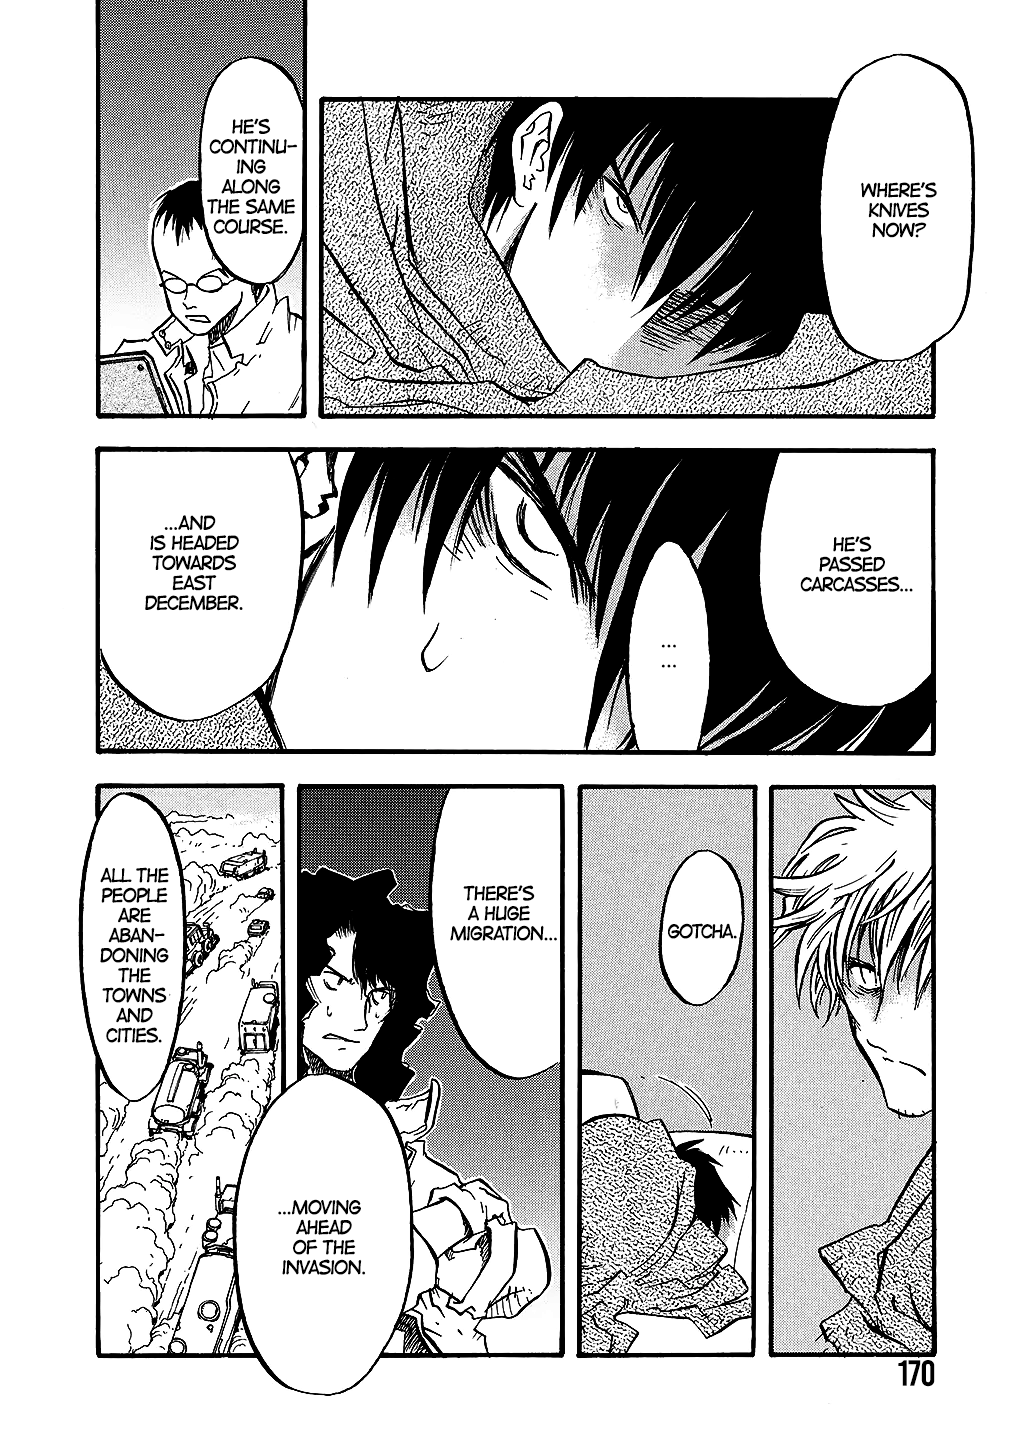 WHERE'S
KNIVES
NOW?
HE'S
CONTINU-
ING
ALONG
THE SAME
COURSE.
HE'S
PASSED
CARCASSES...
...
...
...AND
IS HEADED
TOWARDS
EAST
DECEMBER.
GOTCHA.
THERE'S
A HUGE
MIGRATION...
...MOVING
AHEAD
OF THE
INVASION.
ALL THE
PEOPLE
ARE
ABAN-
DONING
THE
TOWNS
AND
CITIES.
170